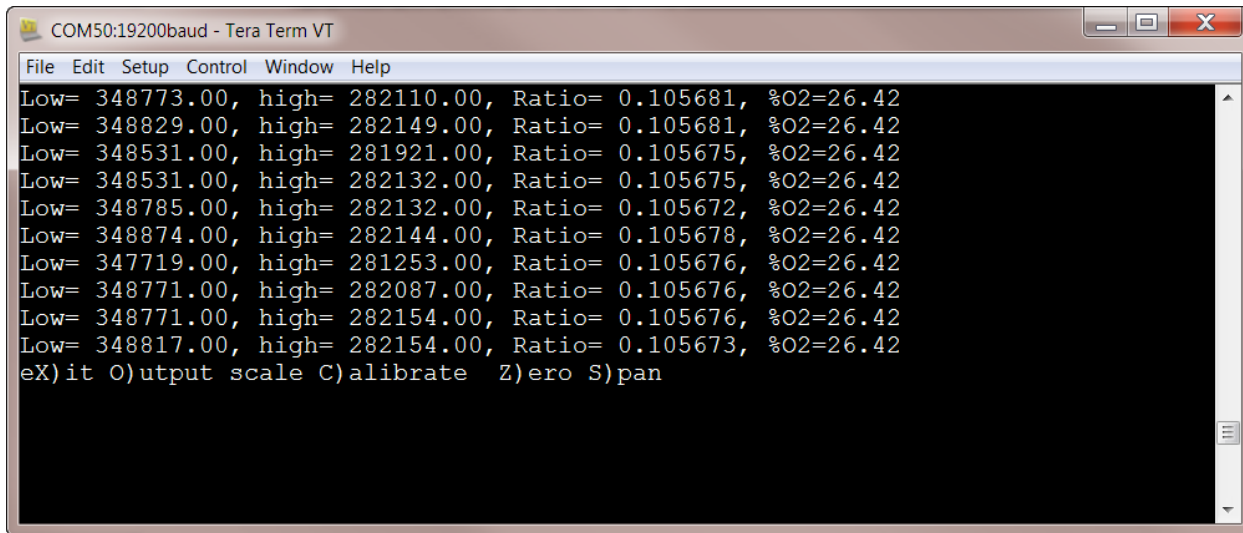 COM50:19200baud - Tera Term VT
File Edit Setup Control Window Help
Low= 348773.00, high= 282110.00, Ratio= 0.105681, %O2=26.42
Low= 348829.00, high= 282149.00, Ratio= 0.105681, %O2=26.42
Low= 348531.00, high= 281921.00, Ratio= 0.105675, %O2=26.42
Low= 348531.00, high= 282132.00, Ratio= 0.105675, %O2=26.42
Low= 348785.00, high= 282132.00, Ratio= 0.105672, %O2=26.42
Low= 348874.00, high= 282144.00, Ratio= 0.105678, %O2=26.42
Low= 347719.00, high= 281253.00, Ratio= 0.105676, %O2=26.42
Low= 348771.00, high= 282087.00, Ratio= 0.105676, %O2=26.42
Low= 348771.00, high= 282154.00, Ratio= 0.105676, %O2=26.42
Low= 348817.00, high= 282154.00, Ratio= 0.105673, %O2=26.42
eX)it O)utput scale C)alibrate  Z)ero S)pan